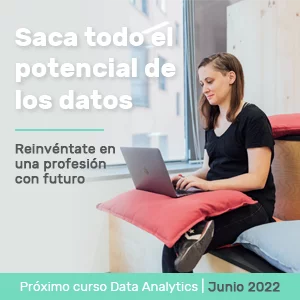 Saca todo el
potencial de
los datos
Reinvéntate en
una profesión
con futuro
Próximo curso Data Analytics | Junio 2022